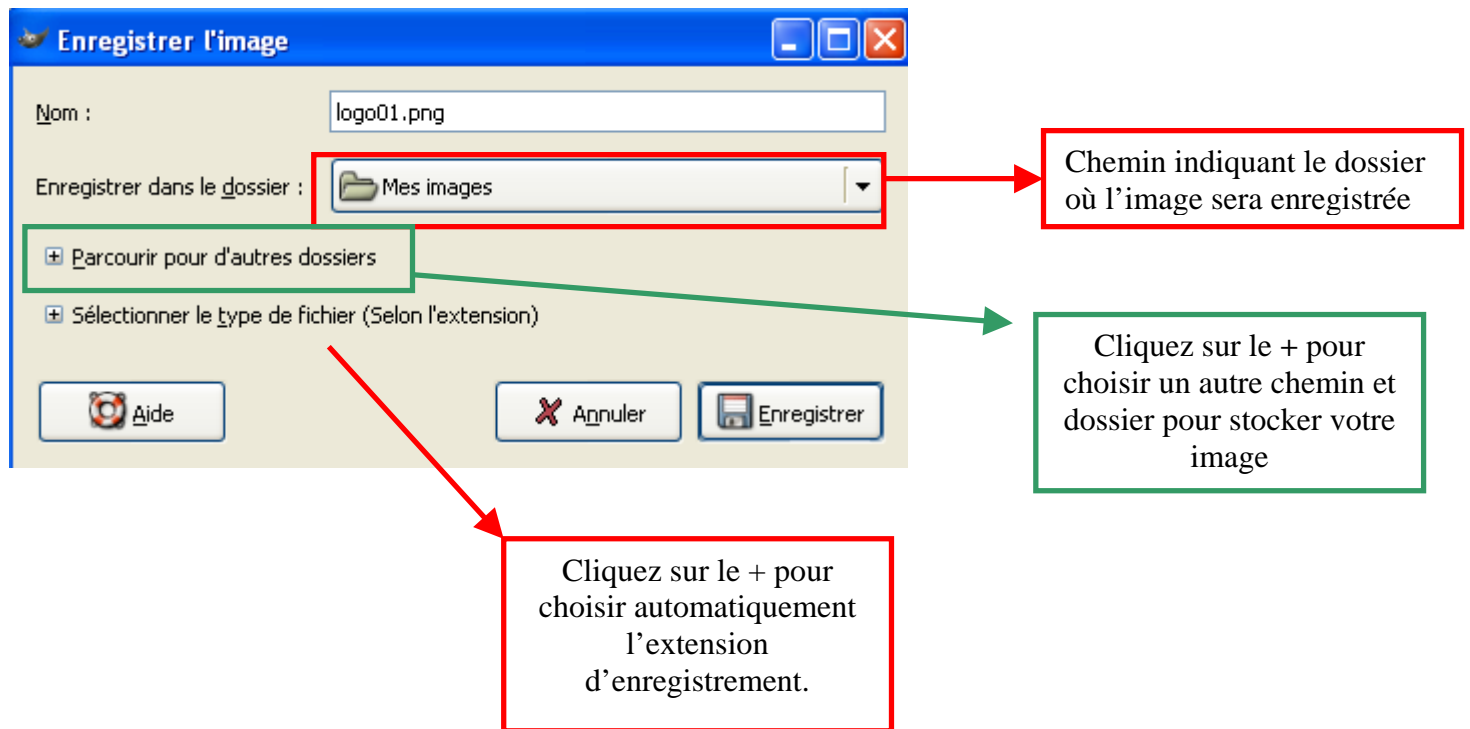 Enregistrer l'image
Nom :
logo01.png
Enregistrer dans le dossier :
Mes images
Parcourir pour d'autres dossiers
Sélectionner le type de fichier (Selon l'extension)
Aide
Annuler
Enregistrer
Chemin indiquant le dossier
où l’image sera enregistrée
Cliquez sur le + pour
choisir un autre chemin et
dossier pour stocker votre
image
Cliquez sur le + pour
choisir automatiquement
l’extension
d’enregistrement.